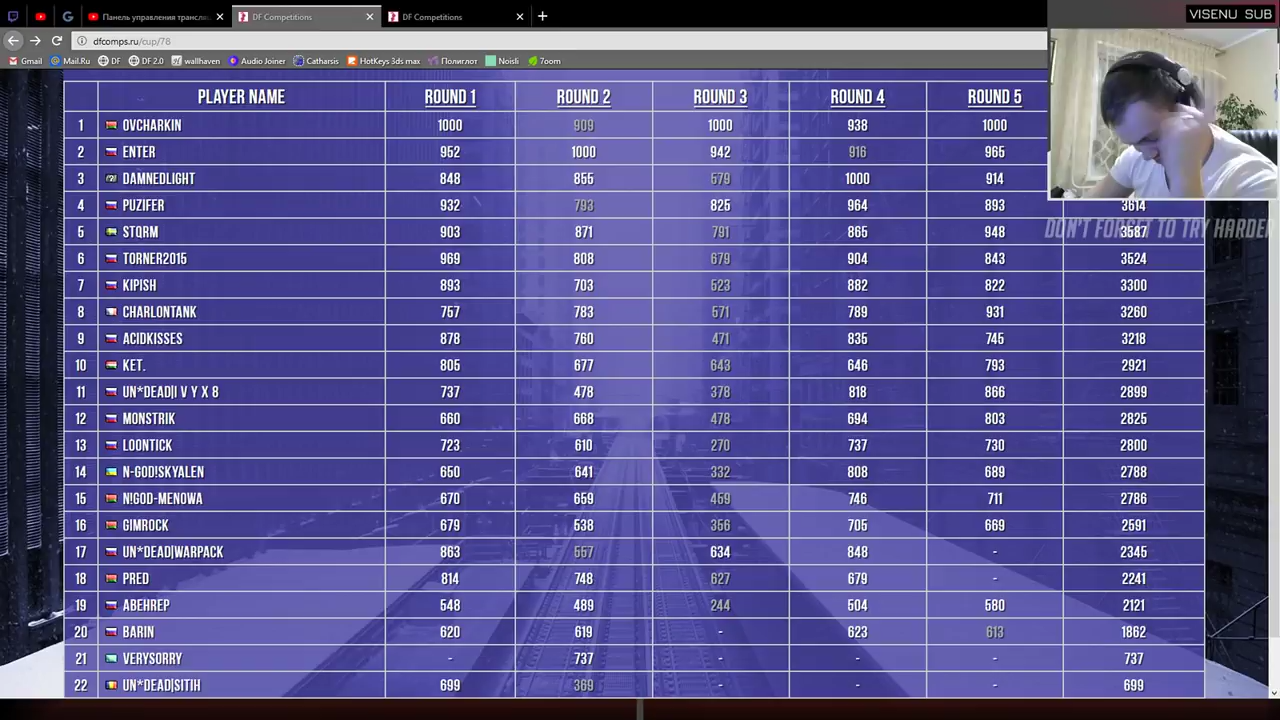 Панель управления трансляц
DF Competitions
DF Competitions
VISENU SUB
dfcomps.ru/cup/78
Gmail @Mail.Ru DF DF 2.0 wallhaven Audio Joiner Catharsis HotKeys 3ds max Полиглот Noisli 7oom
PLAYER NAME ROUND 1 ROUND 2 ROUND 3 ROUND 4 ROUND 5
1 OVCHARKIN 1000 909 1000 938 1000
2 ENTER 952 1000 942 916 965
3 DAMNEDLIGHT 848 855 579 1000 914
4 PUZIFER 932 793 825 964 893 3614
DON'T FORGET TO TRY HARDER
5 STQRM 903 871 791 865 948 3587
6 TORNER2015 969 808 679 904 843 3524
7 KIPISH 893 703 523 882 822 3300
8 CHARLONTANK 757 783 571 789 931 3260
9 ACIDKISSES 878 760 471 835 745 3218
10 KET. 805 677 643 646 793 2921
11 UN*DEAD|I V Y X 8 737 478 378 818 866 2899
12 MONSTRIK 660 668 476 694 803 2825
13 LOONTICK 723 610 270 737 730 2800
14 N-GOD!SKYALEN 650 641 332 808 689 2788
15 N!GOD-MENOWA 670 659 459 746 711 2786
16 GIMROCK 679 538 356 705 669 2591
17 UN*DEAD|WARPACK 863 557 634 848 - 2345
18 PRED 814 748 627 679 - 2241
19 ABEHREP 548 489 244 504 580 2121
20 BARIN 620 619 - 623 613 1862
21 VERYSORRY - 737 - - - 737
22 UN*DEAD|SITIH 699 369 - - - 699